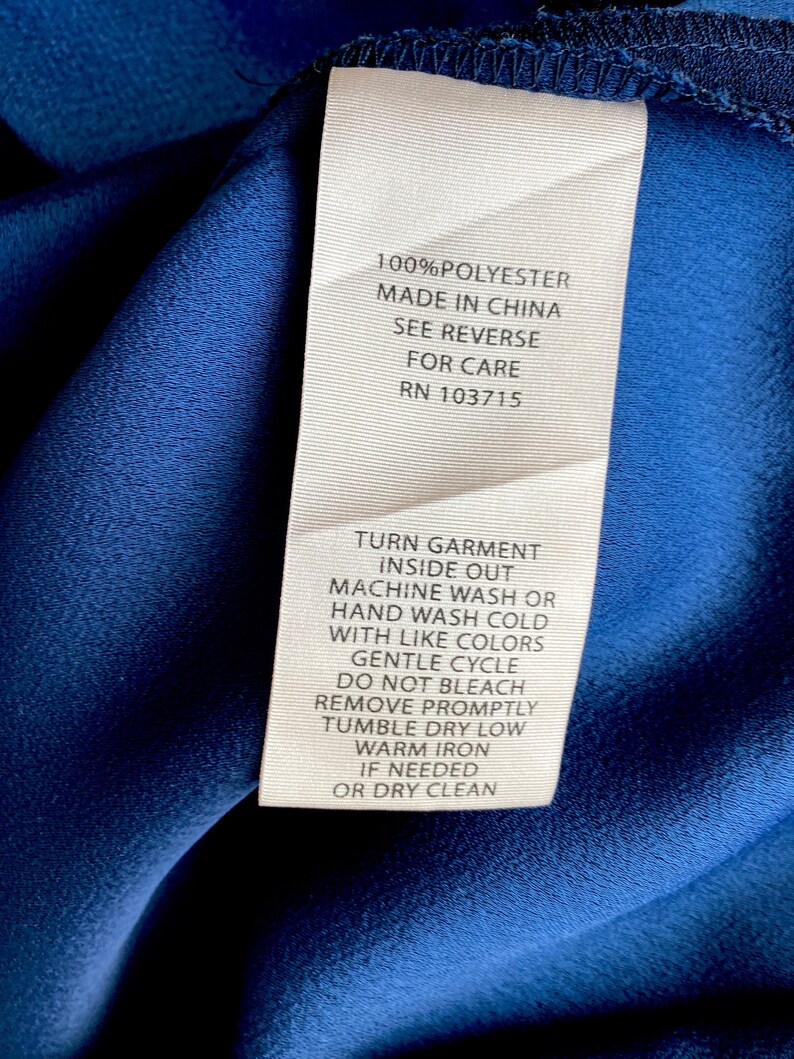 100%POLYESTER
MADE IN CHINA
SEE REVERSE
FOR CARE
RN 103715
TURN GARMENT
INSIDE OUT
MACHINE WASH OR
HAND WASH COLD
WITH LIKE COLORS
GENTLE CYCLE
DO NOT BLEACH
REMOVE PROMPTLY
TUMBLE DRY LOW
WARM IRON
IF NEEDED
OR DRY CLEAN